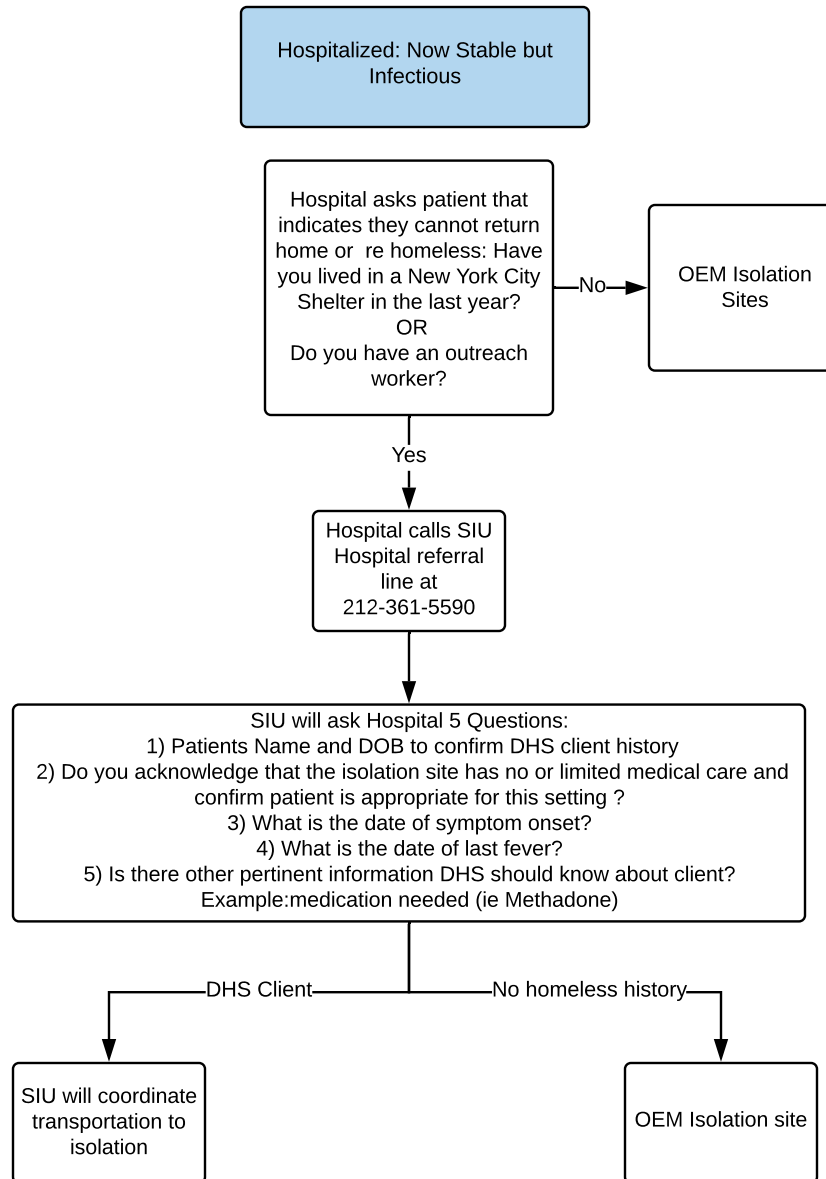 Hospitalized: Now Stable but
Infectious
Hospital asks patient that
indicates they cannot return
home or  re homeless: Have
you lived in a New York City
Shelter in the last year?
OR
Do you have an outreach
worker?
No
OEM Isolation
Sites
Yes
Hospital calls SIU
Hospital referral
line at
212-361-5590
SIU will ask Hospital 5 Questions:
1) Patients Name and DOB to confirm DHS client history
2) Do you acknowledge that the isolation site has no or limited medical care and
confirm patient is appropriate for this setting ?
3) What is the date of symptom onset?
4) What is the date of last fever?
5) Is there other pertinent information DHS should know about client?
Example:medication needed (ie Methadone)
DHS Client
No homeless history
SIU will coordinate
transportation to
isolation
OEM Isolation site